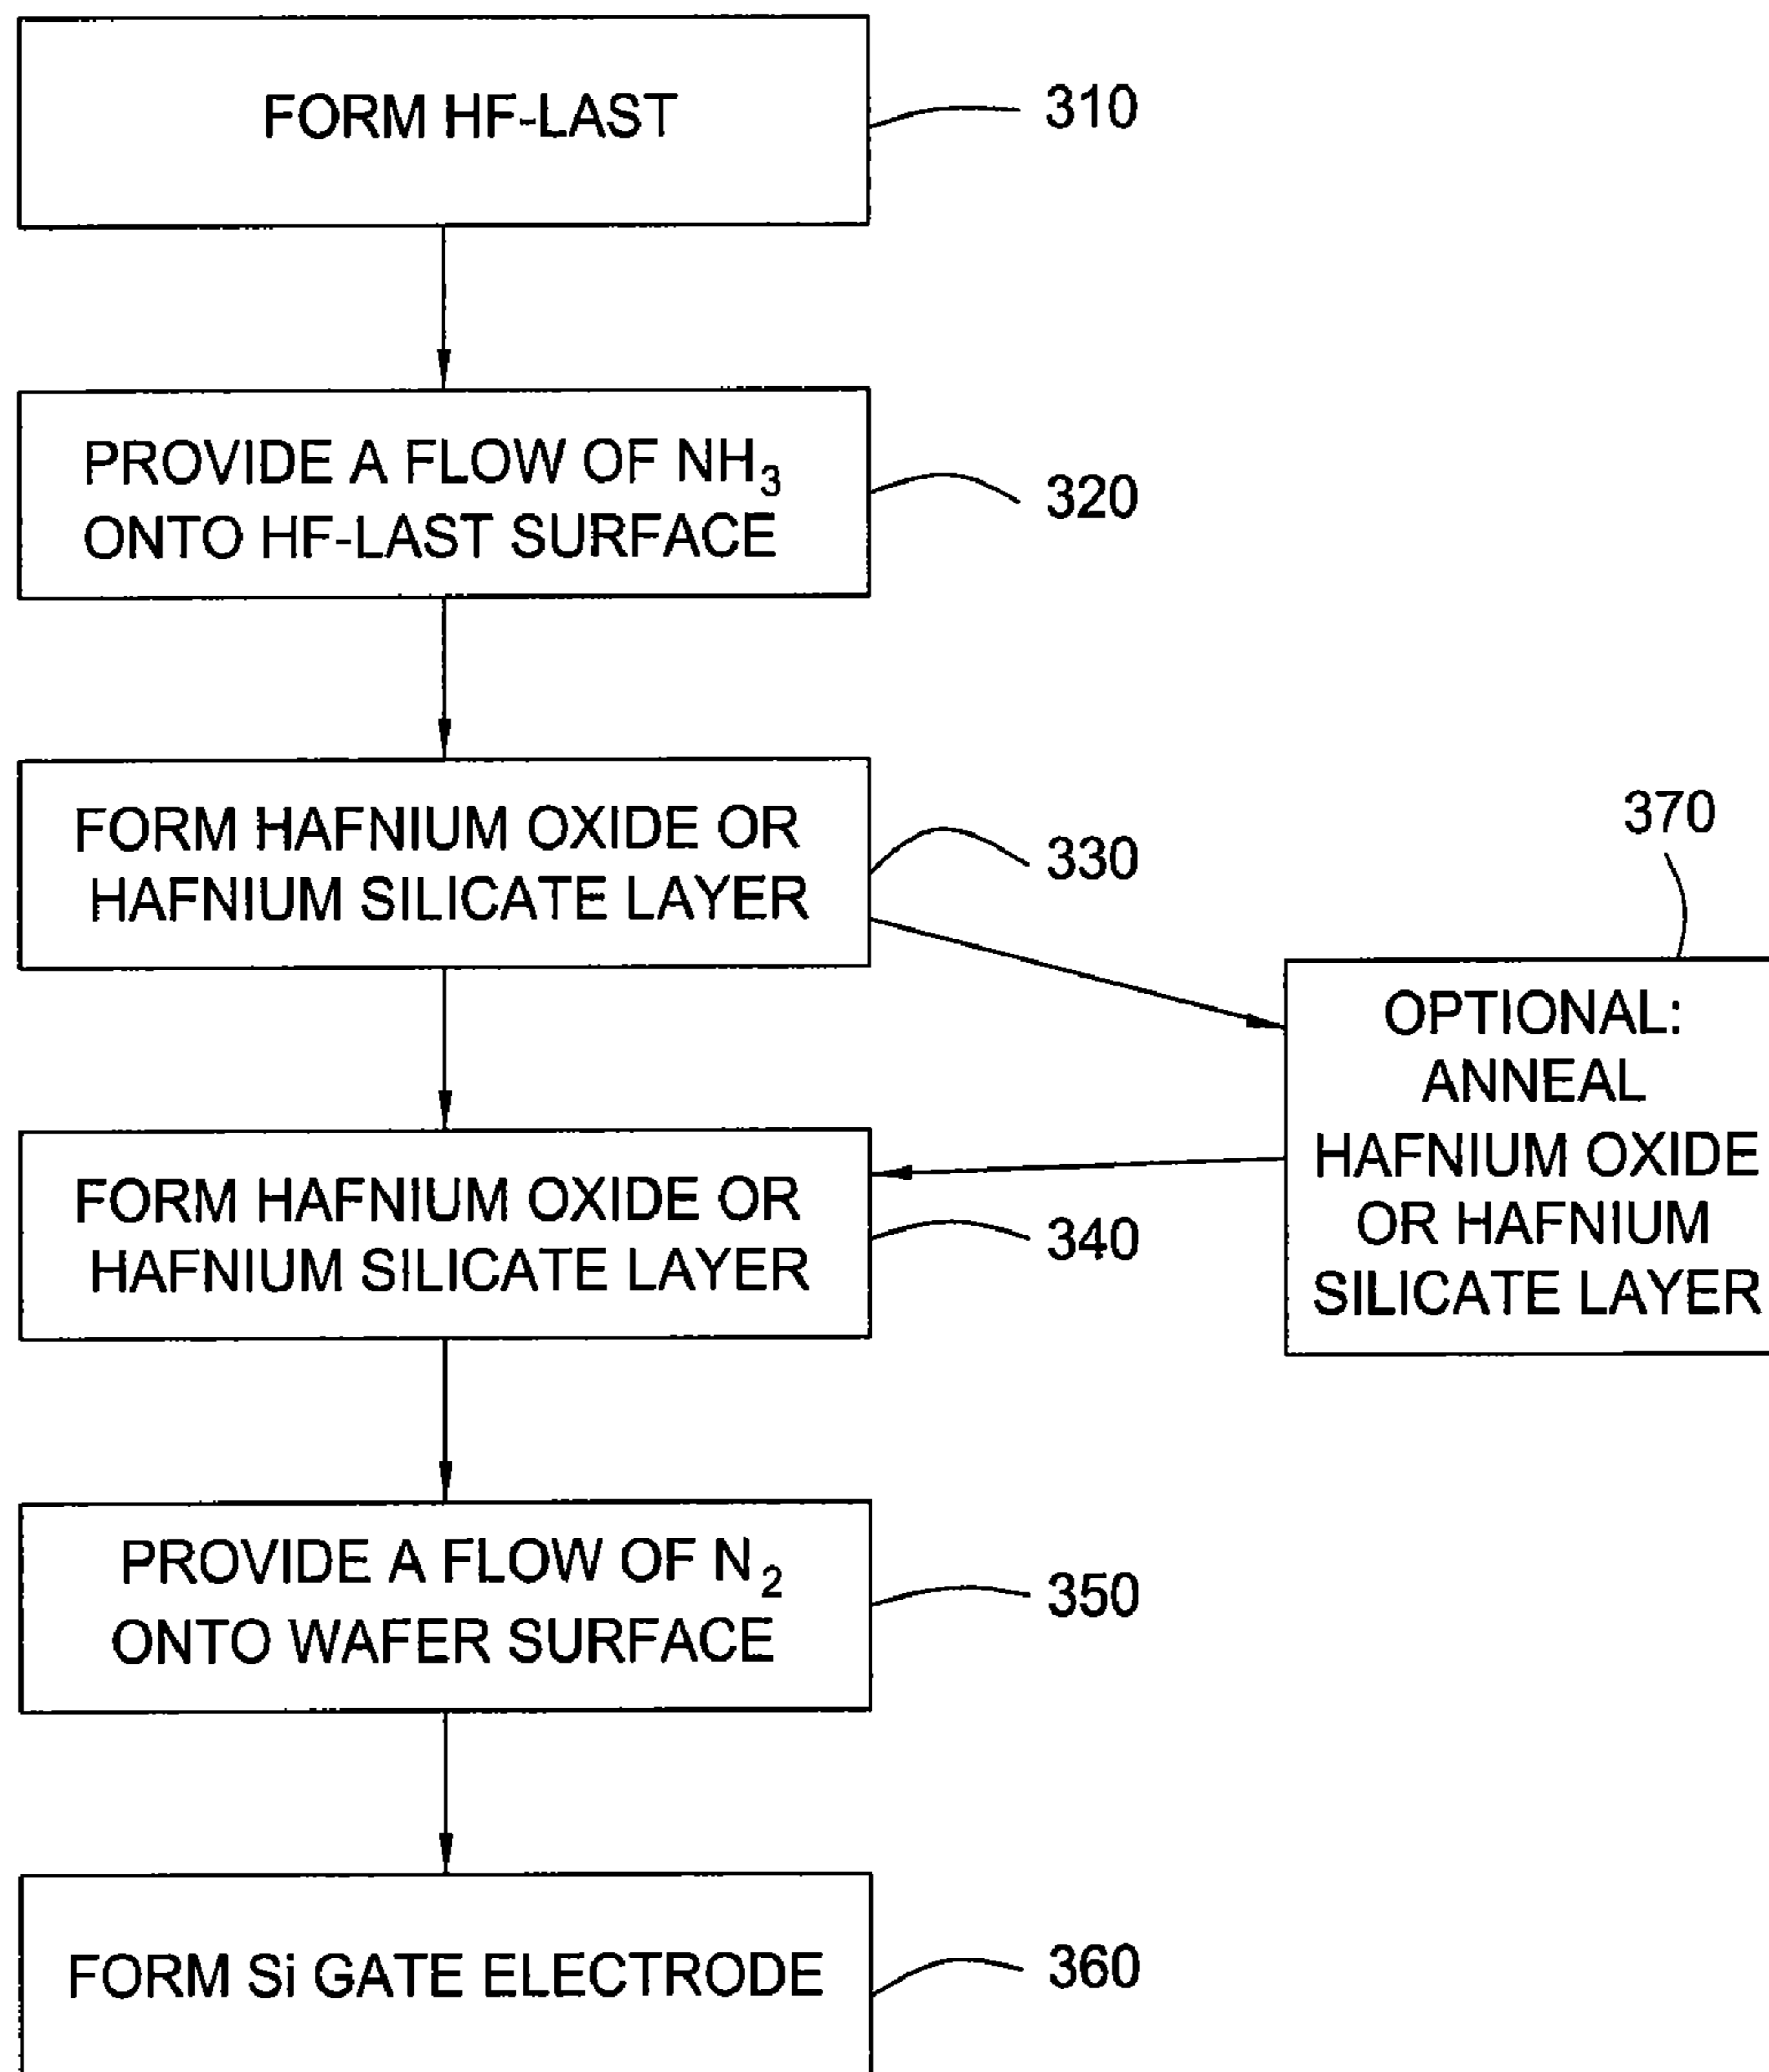 FORM HF-LAST
310
PROVIDE A FLOW OF NH₃
ONTO HF-LAST SURFACE
320
FORM HAFNIUM OXIDE OR
HAFNIUM SILICATE LAYER
330
370
OPTIONAL:
ANNEAL
HAFNIUM OXIDE
OR HAFNIUM
SILICATE LAYER
FORM HAFNIUM OXIDE OR
HAFNIUM SILICATE LAYER
340
PROVIDE A FLOW OF N₂
ONTO WAFER SURFACE
350
FORM Si GATE ELECTRODE
360